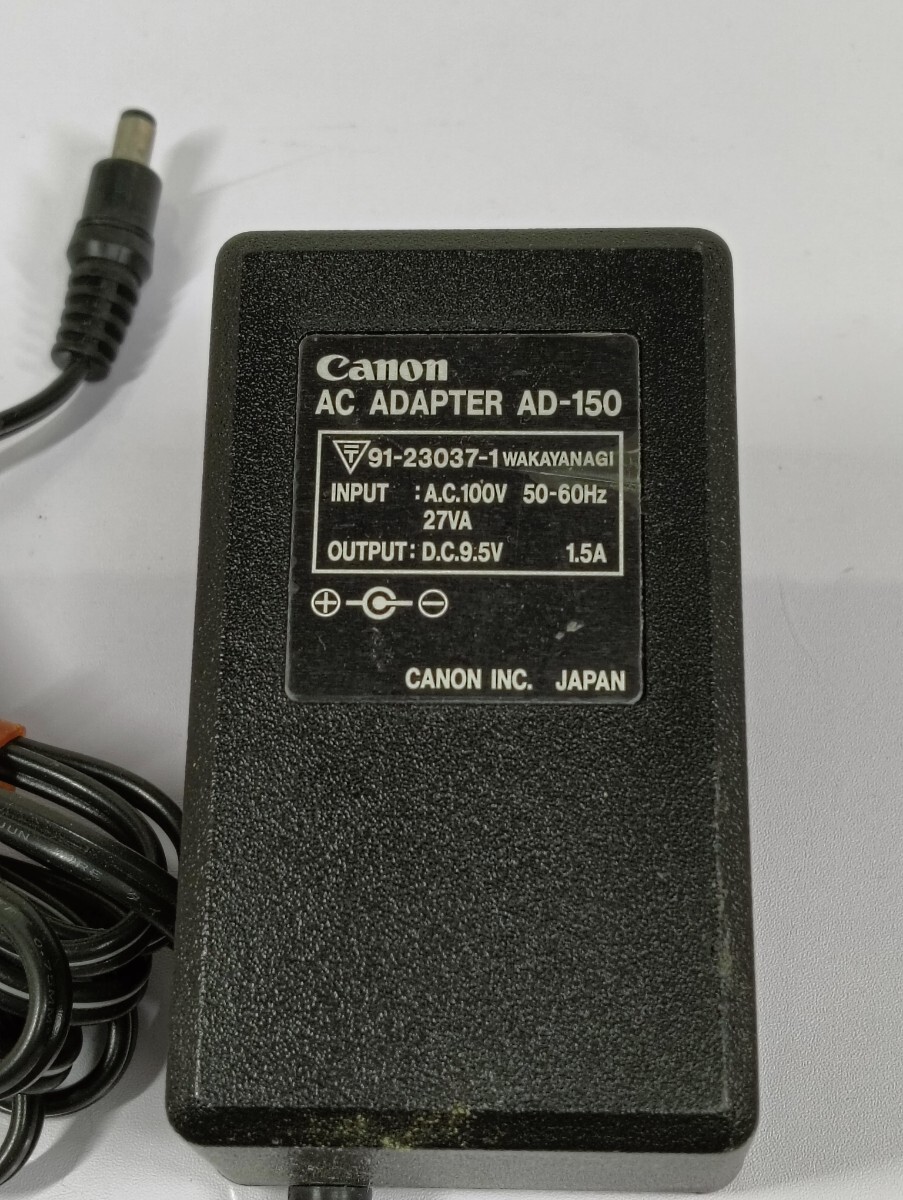 Canon
AC ADAPTER AD-150
〒 91-23037-1 WAKAYANAGI
INPUT : A.C.100V 50-60Hz
27VA
OUTPUT : D.C.9.5V 1.5A
CANON INC. JAPAN
JUN